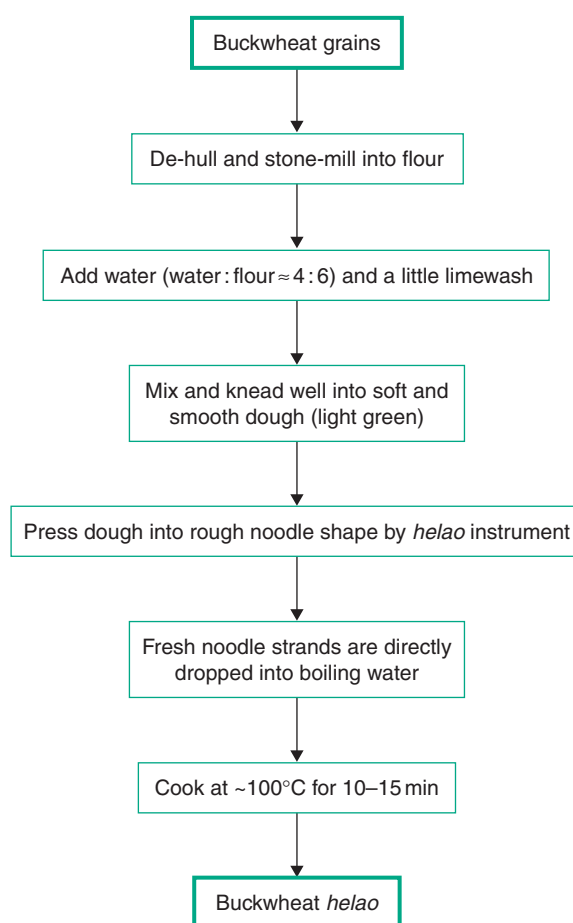 Buckwheat grains
De-hull and stone-mill into flour
Add water (water : flour ≈ 4 : 6) and a little limewash
Mix and knead well into soft and
smooth dough (light green)
Press dough into rough noodle shape by helao instrument
Fresh noodle strands are directly
dropped into boiling water
Cook at ~100°C for 10–15 min
Buckwheat helao